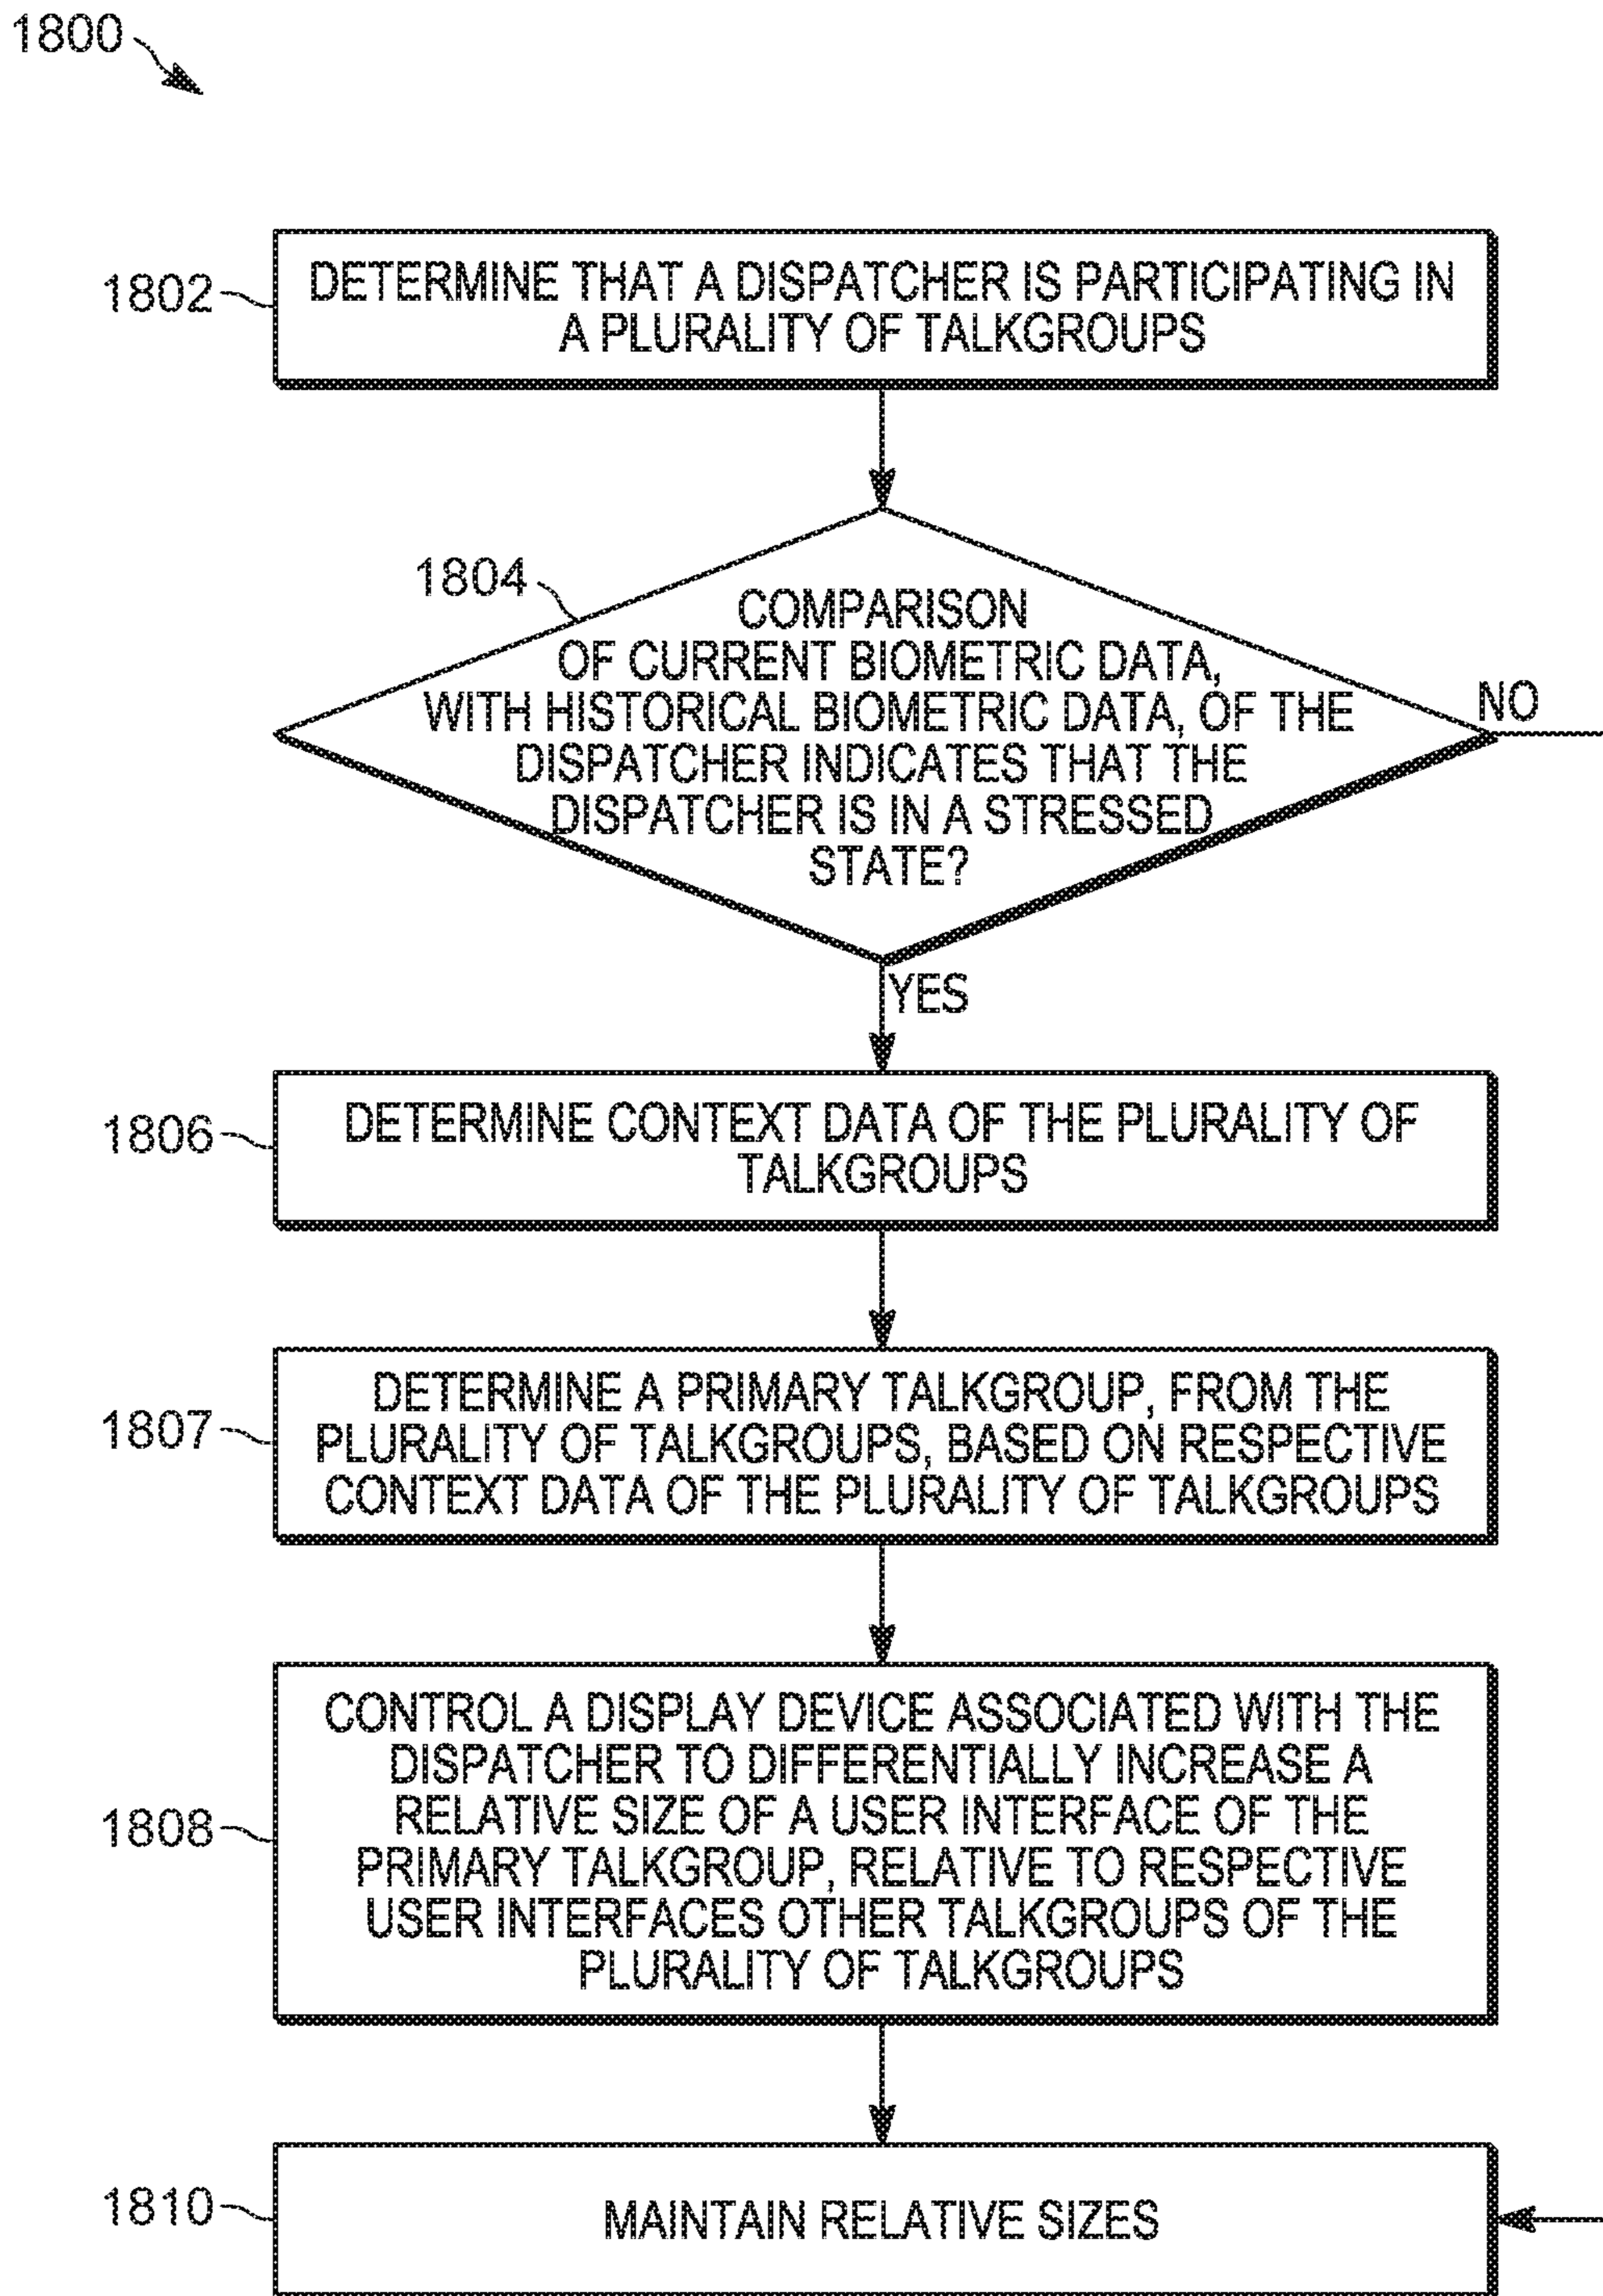 1800
1802
DETERMINE THAT A DISPATCHER IS PARTICIPATING IN
A PLURALITY OF TALKGROUPS
1804
COMPARISON
OF CURRENT BIOMETRIC DATA,
WITH HISTORICAL BIOMETRIC DATA, OF THE
DISPATCHER INDICATES THAT THE
DISPATCHER IS IN A STRESSED
STATE?
NO
YES
1806
DETERMINE CONTEXT DATA OF THE PLURALITY OF
TALKGROUPS
1807
DETERMINE A PRIMARY TALKGROUP, FROM THE
PLURALITY OF TALKGROUPS, BASED ON RESPECTIVE
CONTEXT DATA OF THE PLURALITY OF TALKGROUPS
1808
CONTROL A DISPLAY DEVICE ASSOCIATED WITH THE
DISPATCHER TO DIFFERENTIALLY INCREASE A
RELATIVE SIZE OF A USER INTERFACE OF THE
PRIMARY TALKGROUP, RELATIVE TO RESPECTIVE
USER INTERFACES OTHER TALKGROUPS OF THE
PLURALITY OF TALKGROUPS
1810
MAINTAIN RELATIVE SIZES